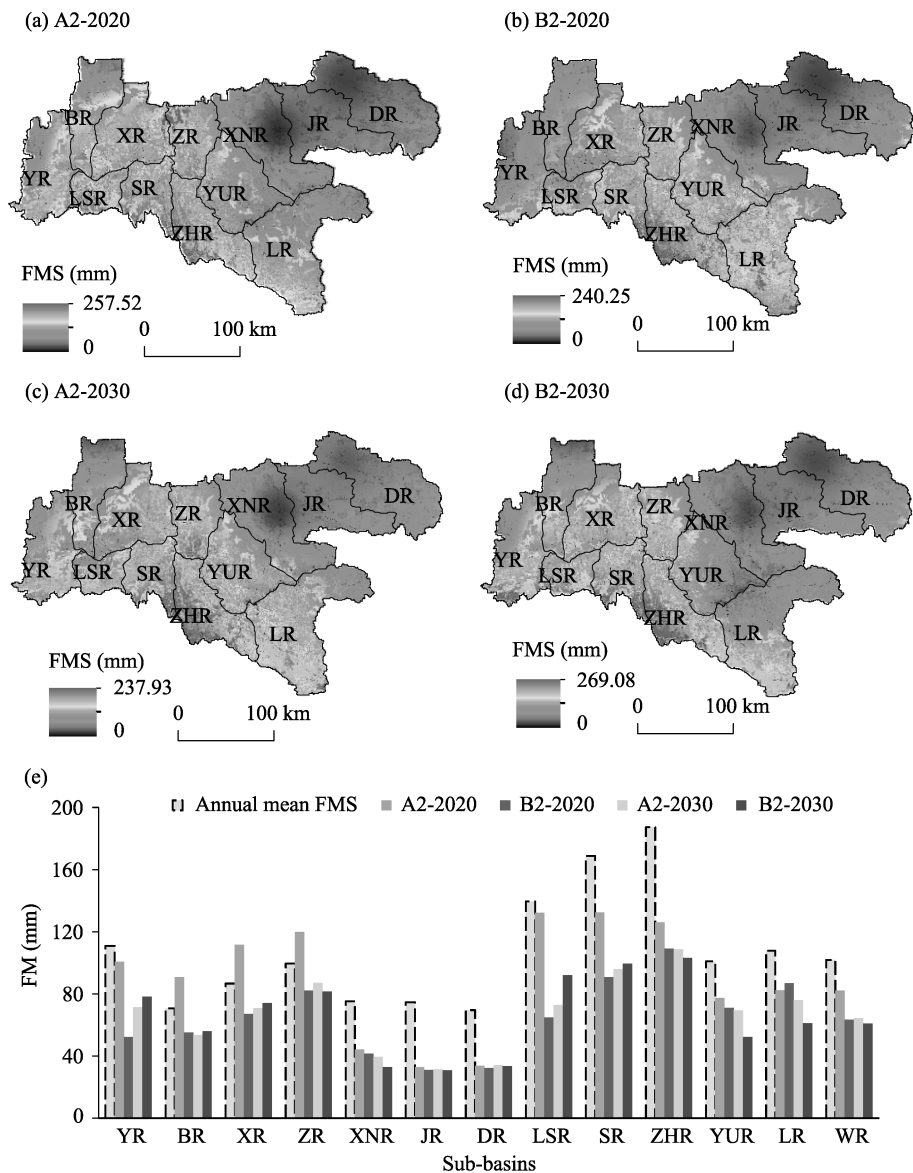 (a) A2-2020
BR
XR
ZR
XNR
JR
DR
YR
LSR
SR
YUR
ZHR
LR
FMS (mm)
257.52
0
0 100 km
(b) B2-2020
BR
XR
ZR
XNR
JR
DR
YR
LSR
SR
YUR
ZHR
LR
FMS (mm)
240.25
0
0 100 km
(c) A2-2030
BR
XR
ZR
XNR
JR
DR
YR
LSR
SR
YUR
ZHR
LR
FMS (mm)
237.93
0
0 100 km
(d) B2-2030
BR
XR
ZR
XNR
JR
DR
YR
LSR
SR
YUR
ZHR
LR
FMS (mm)
269.08
0
0 100 km
(e)
Annual mean FMS A2-2020 B2-2020 A2-2030 B2-2030
FM (mm)
200
160
120
80
40
0
YR BR XR ZR XNR JR DR LSR SR ZHR YUR LR WR
Sub-basins